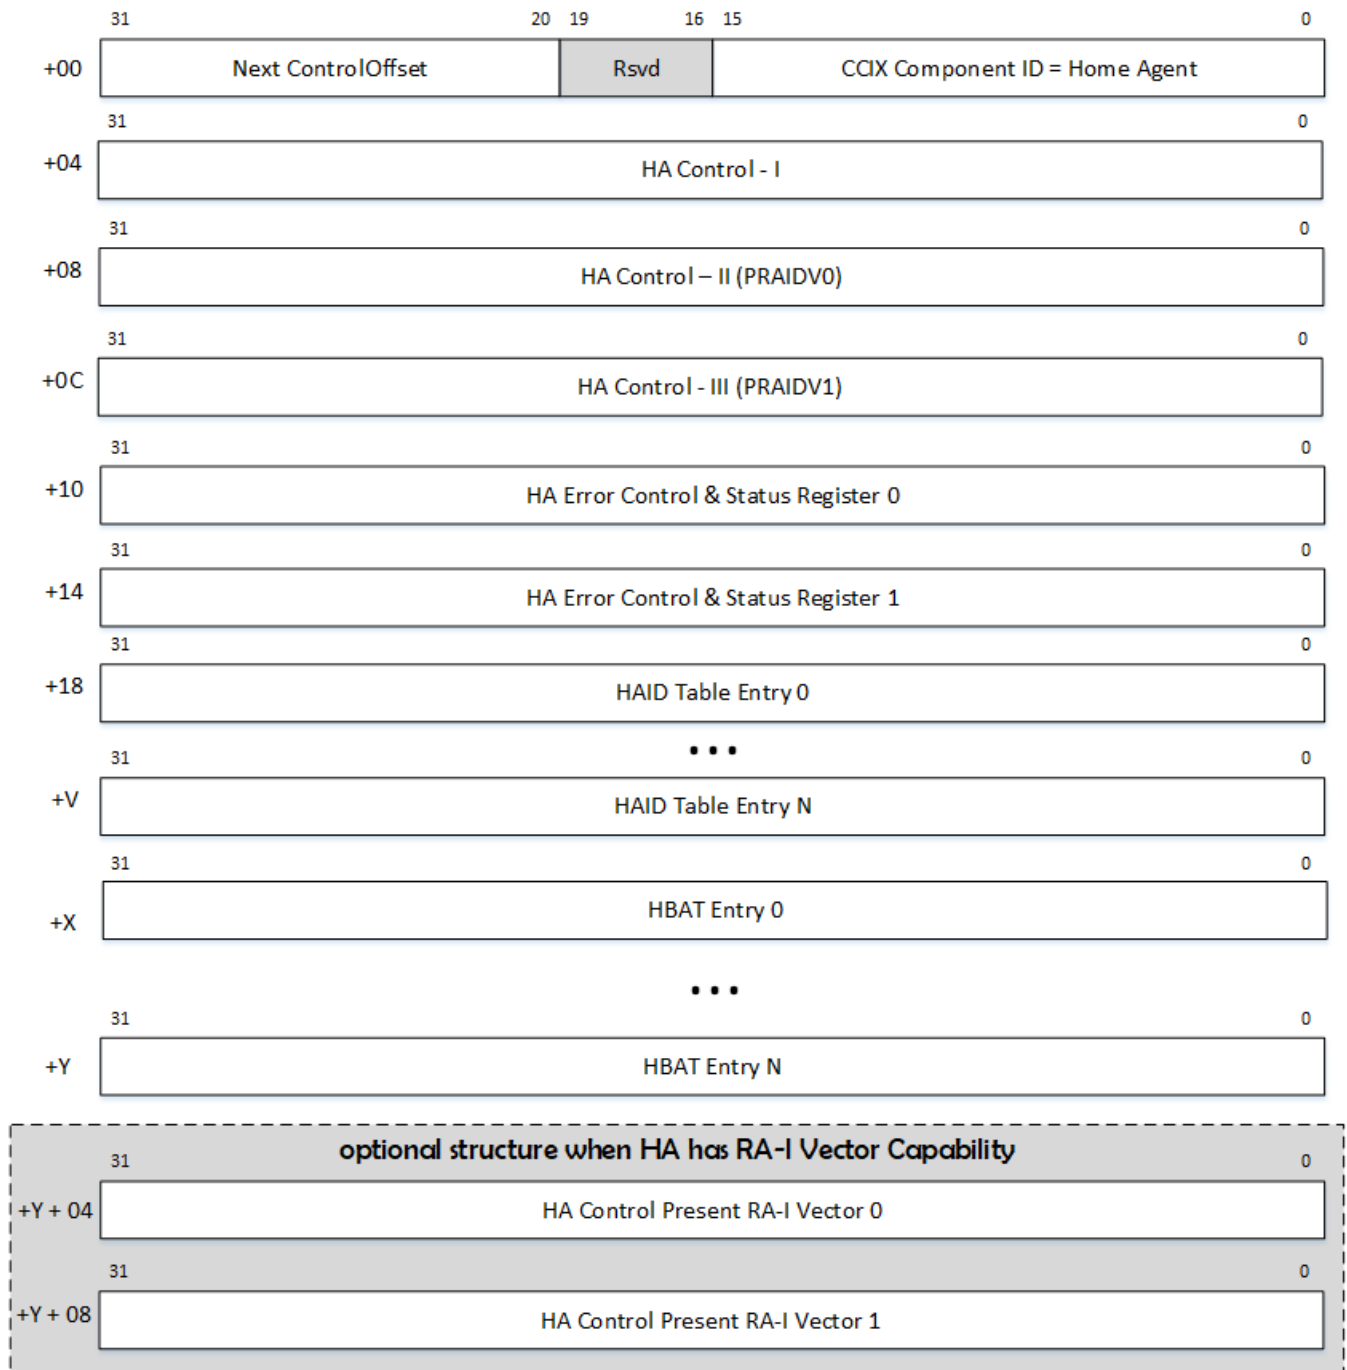 31 20 19 16 15 0
+00 Next ControlOffset Rsvd CCIX Component ID = Home Agent
31 0
+04 HA Control - I
31 0
+08 HA Control – II (PRAIDV0)
31 0
+0C HA Control - III (PRAIDV1)
31 0
+10 HA Error Control & Status Register 0
31 0
+14 HA Error Control & Status Register 1
31 0
+18 HAID Table Entry 0
...
31 0
+V HAID Table Entry N
31 0
+X HBAT Entry 0
...
31 0
+Y HBAT Entry N
optional structure when HA has RA-I Vector Capability
31 0
+Y + 04 HA Control Present RA-I Vector 0
31 0
+Y + 08 HA Control Present RA-I Vector 1